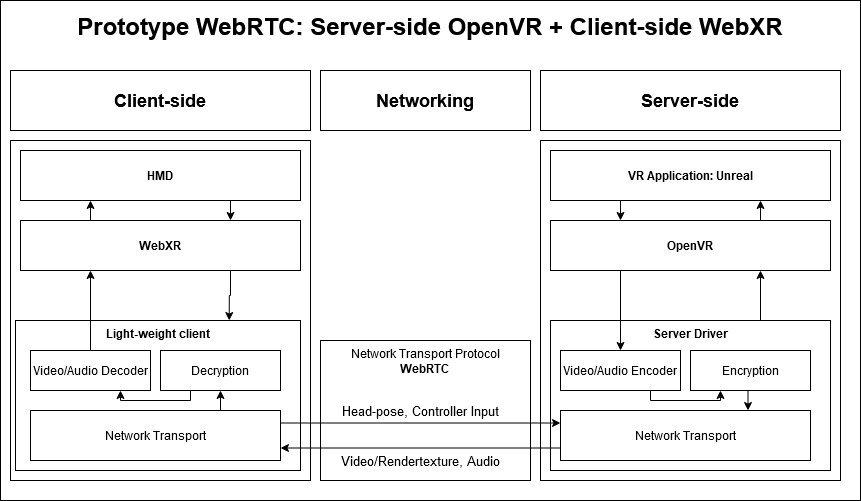 Prototype WebRTC: Server-side OpenVR + Client-side WebXR
Client-side
Networking
Server-side
HMD
WebXR
Light-weight client
Video/Audio Decoder
Decryption
Network Transport
Network Transport Protocol
WebRTC
Head-pose, Controller Input
Video/Rendertexture, Audio
VR Application: Unreal
OpenVR
Server Driver
Video/Audio Encoder
Encryption
Network Transport